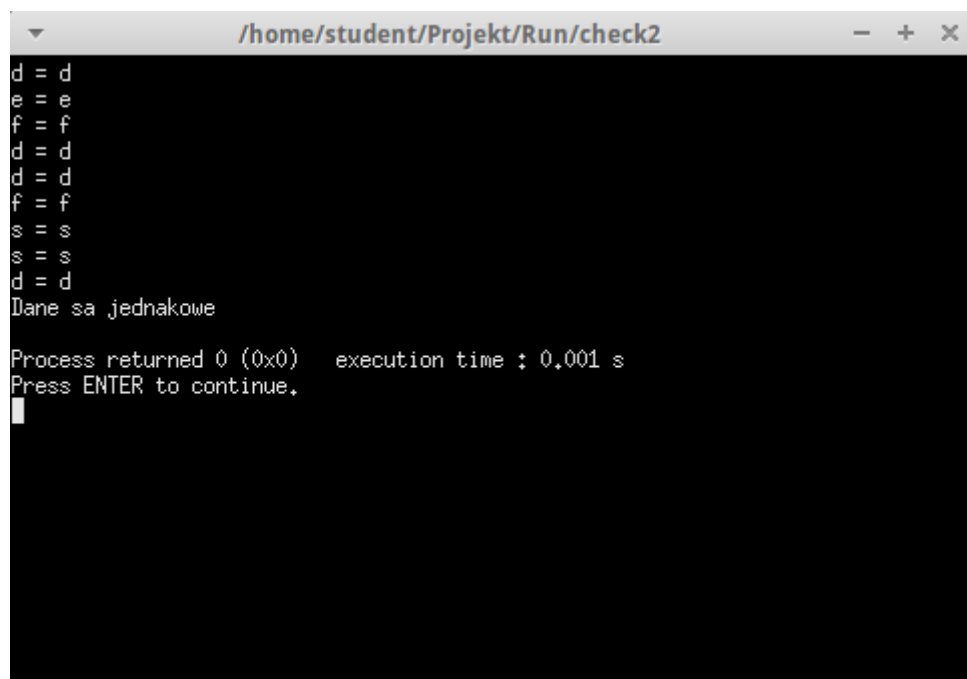 /home/student/Projekt/Run/check2
d = d
e = e
f = f
d = d
d = d
f = f
s = s
s = s
d = d
Dane sa jednakowe
Process returned 0 (0x0)   execution time : 0.001 s
Press ENTER to continue.